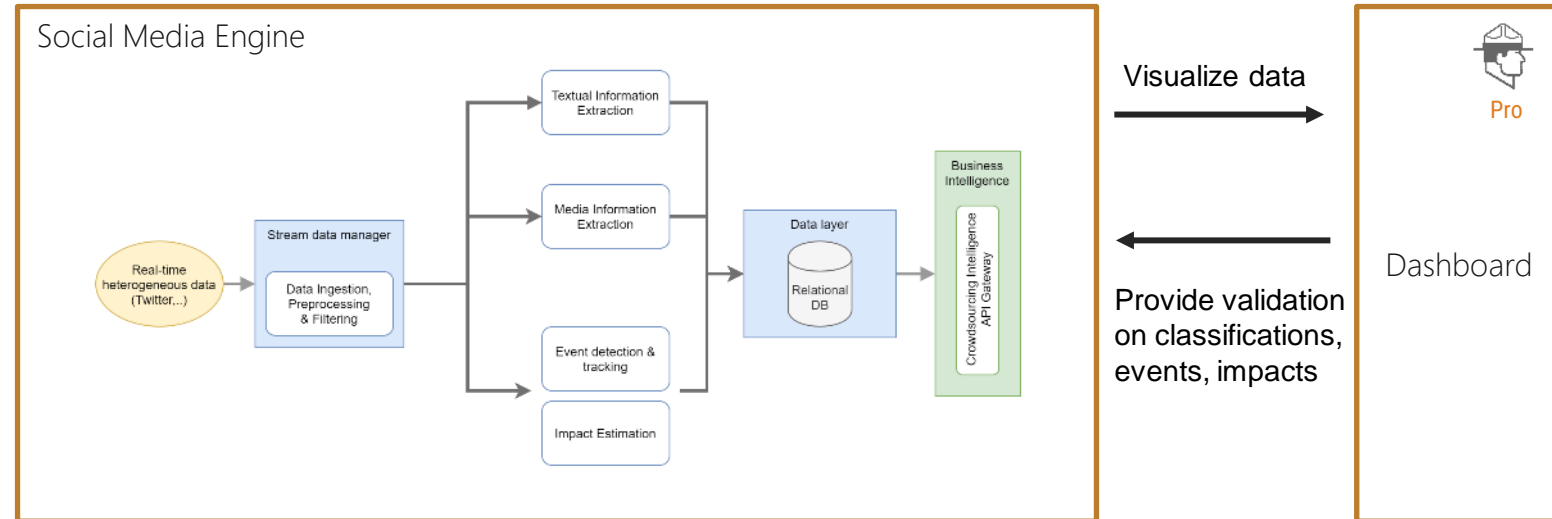 Social Media Engine
Real-time
heterogeneous data
(Twitter,..)
Stream data manager
Data Ingestion,
Preprocessing
& Filtering
Textual Information
Extraction
Media Information
Extraction
Event detection &
tracking
Impact Estimation
Data layer
Relational
DB
Business
Intelligence
Crowdsourcing Intelligence
API Gateway
Visualize data
Provide validation
on classifications,
events, impacts
Pro
Dashboard